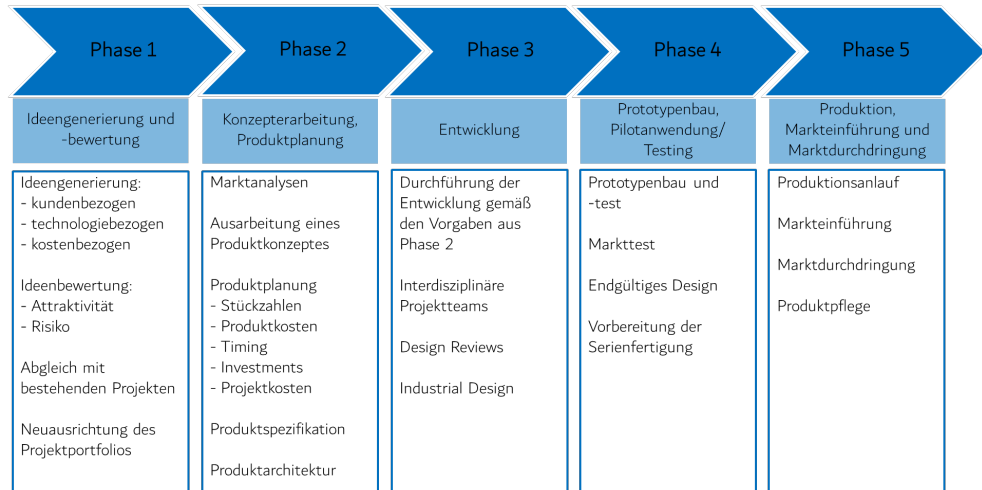 Phase 1
Phase 2
Phase 3
Phase 4
Phase 5
Ideengenerierung und
-bewertung
Konzepterarbeitung,
Produktplanung
Entwicklung
Prototypenbau,
Pilotanwendung/
Testing
Produktion,
Markteinführung und
Marktdurchdringung
Ideengenerierung:
- kundenbezogen
- technologiebezogen
- kostenbezogen
Ideenbewertung:
- Attraktivität
- Risiko
Abgleich mit
bestehenden Projekten
Neuausrichtung des
Projektportfolios
Marktanalysen
Ausarbeitung eines
Produktkonzeptes
Produktplanung
- Stückzahlen
- Produktkosten
- Timing
- Investments
- Projektkosten
Produktspezifikation
Produktarchitektur
Durchführung der
Entwicklung gemäß
den Vorgaben aus
Phase 2
Interdisziplinäre
Projektteams
Design Reviews
Industrial Design
Prototypenbau und
-test
Markttest
Endgültiges Design
Vorbereitung der
Serienfertigung
Produktionsanlauf
Markteinführung
Marktdurchdringung
Produktpflege